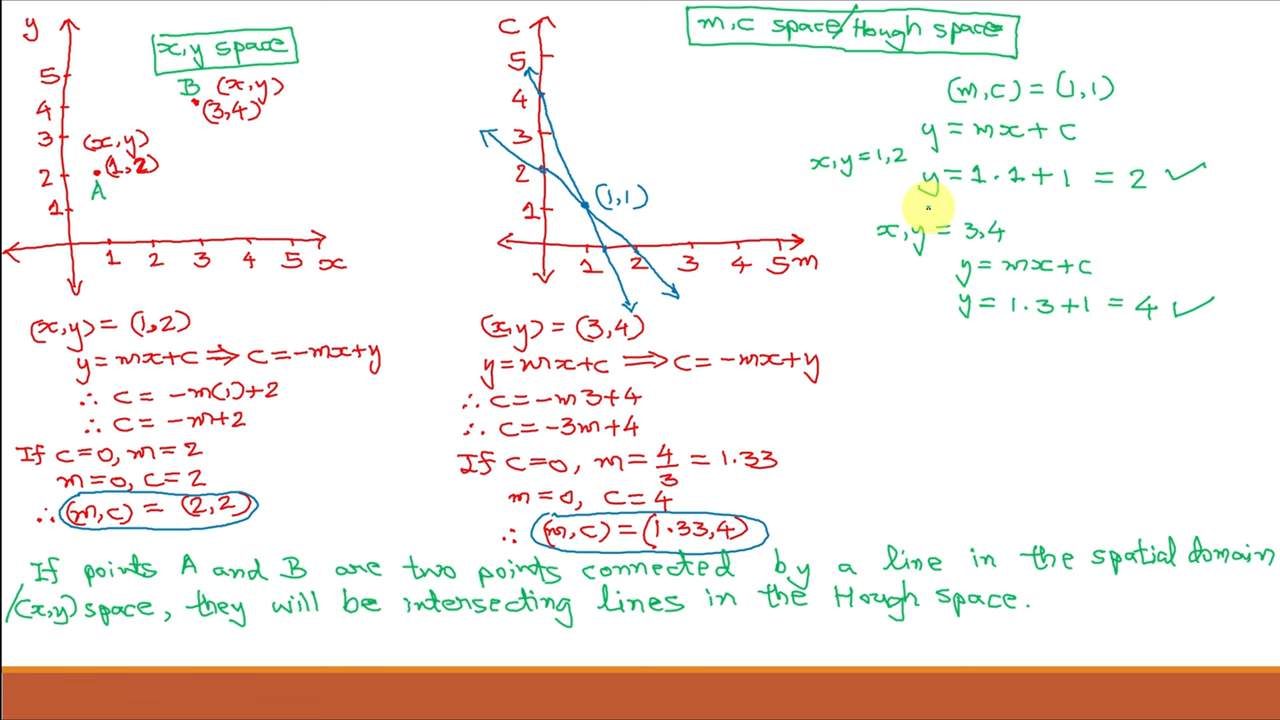 y
x,y space
B (x,y)
(3,4)
5
4
3
2
1
(x,y)
(1,2)
A
1 2 3 4 5 x
(x,y) = (1,2)
y=mx+c ⇒ c=-mx+y
∴ c = -m(1)+2
∴ c = -m+2
If c=0, m=2
m=0, c=2
∴ (m,c) = (2,2)
c
5
4
3
2
1
(1,1)
1 2 3 4 5 m
(x,y) = (3,4)
y=mx+c ⇒ c=-mx+y
∴ c=-m3+4
∴ c=-3m+4
If c=0, m=4/3=1.33
m=0, c=4
∴ (m,c)=(1.33,4)
m,c space/Hough space
(m,c)=(1,1)
y=mx+c
x,y=1,2
y=1.1+1=2 ✓
x,y=3,4
y=mx+c
y=1.3+1=4 ✓
If points A and B are two points connected by a line in the spatial domain
/(x,y) space, they will be intersecting lines in the Hough space.